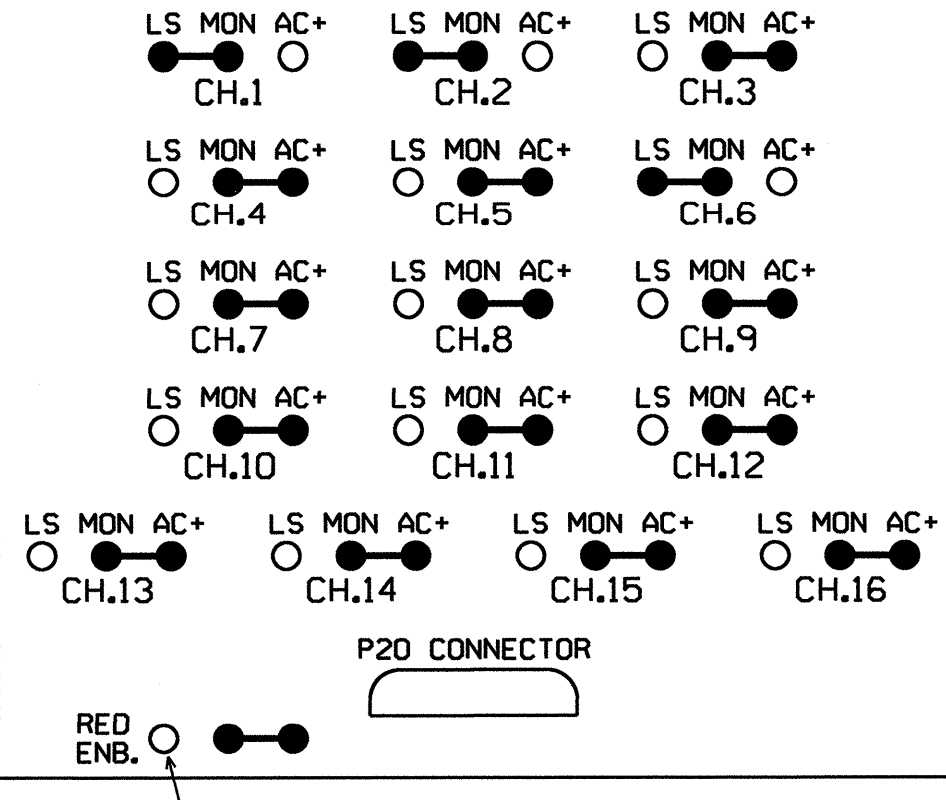 LS MON AC+ LS MON AC+ LS MON AC+
CH.1 CH.2 CH.3
LS MON AC+ LS MON AC+ LS MON AC+
CH.4 CH.5 CH.6
LS MON AC+ LS MON AC+ LS MON AC+
CH.7 CH.8 CH.9
LS MON AC+ LS MON AC+ LS MON AC+
CH.10 CH.11 CH.12
LS MON AC+ LS MON AC+ LS MON AC+ LS MON AC+
CH.13 CH.14 CH.15 CH.16
P20 CONNECTOR
RED
ENB.